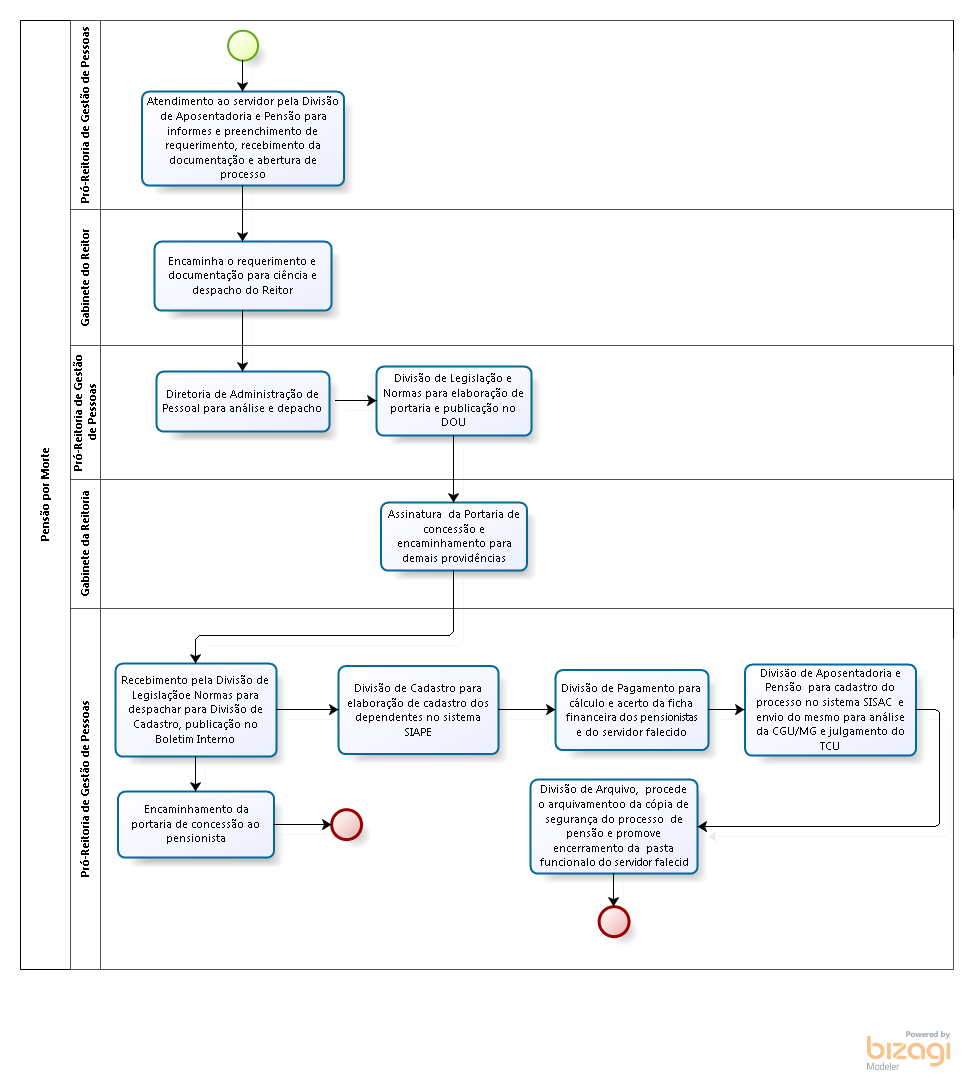 Pensão por Morte
Pró-Reitoria de Gestão de Pessoas
Atendimento ao servidor pela Divisão
de Aposentadoria e Pensão para
informes e preenchimento de
requerimento, recebimento da
documentação e abertura de
processo
Gabinete do Reitor
Encaminha o requerimento e
documentação para ciência e
despacho do Reitor
Pró-Reitoria de Gestão
de Pessoas
Diretoria de Administração de
Pessoal para análise e depacho
Divisão de Legislação e
Normas para elaboração de
portaria e publicação no
DOU
Gabinete da Reitoria
Assinatura  da Portaria de
concessão e
encaminhamento para
demais providências
Pró-Reitoria de Gestão de Pessoas
Recebimento pela Divisão de
Legislaçãoe Normas para
despachar para Divisão de
Cadastro, publicação no
Boletim Interno
Divisão de Cadastro para
elaboração de cadastro dos
dependentes no sistema
SIAPE
Divisão de Pagamento para
cálculo e acerto da ficha
financeira dos pensionistas
e do servidor falecido
Divisão de Aposentadoria e
Pensão  para cadastro do
processo no sistema SISAC  e
envio do mesmo para análise
da CGU/MG e julgamento do
TCU
Encaminhamento da
portaria de concessão ao
pensionista
Divisão de Arquivo,  procede
o arquivamentoo da cópia de
segurança do processo  de
pensão e promove
encerramento da  pasta
funcionalo do servidor falecid
Powered by
bizagi
Modeler